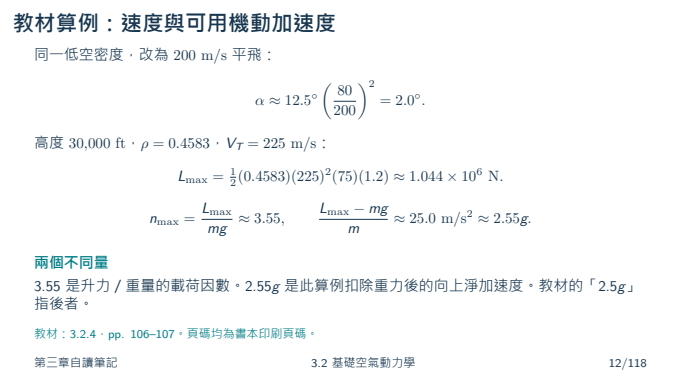 教材算例：速度與可用機動加速度
同一低空密度，改為 200 m/s 平飛：
α ≈ 12.5° (80/200)² = 2.0°.
高度 30,000 ft，ρ = 0.4583，V_T = 225 m/s：
L_max = ½(0.4583)(225)²(75)(1.2) ≈ 1.044 × 10⁶ N.
n_max = L_max/mg ≈ 3.55, (L_max − mg)/m ≈ 25.0 m/s² ≈ 2.55g.
兩個不同量
3.55 是升力 / 重量的載荷因數。2.55g 是此算例扣除重力後的向上淨加速度。教材的「2.5g」
指後者。
教材：3.2.4，pp. 106–107。頁碼均為書本印刷頁碼。
第三章自讀筆記 3.2 基礎空氣動力學 12/118